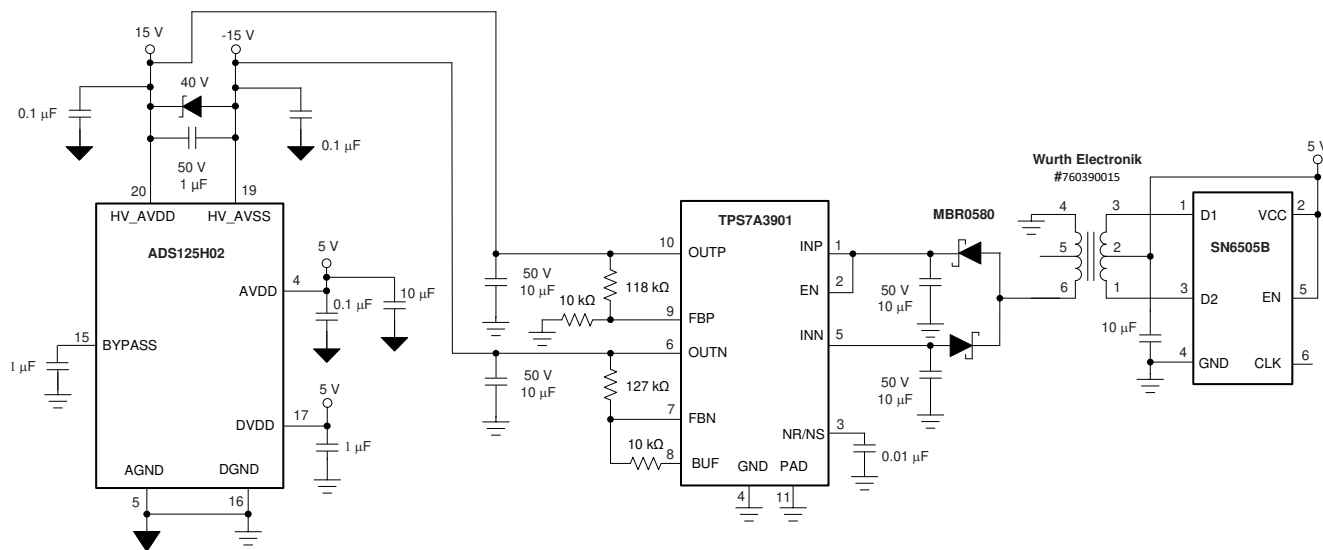 15 V
-15 V
40 V
0.1 µF
0.1 µF
50 V
1 µF
20
19
HV_AVDD
HV_AVSS
ADS125H02
5 V
4
AVDD
10 µF
0.1 µF
15
BYPASS
1 µF
5 V
17
DVDD
1 µF
AGND
DGND
5
16
TPS7A3901
10
OUTP
50 V
10 µF
118 kΩ
10 kΩ
9
FBP
6
OUTN
50 V
10 µF
127 kΩ
7
FBN
10 kΩ
8
BUF
INP
1
EN
2
INN
5
NR/NS
3
0.01 µF
GND
PAD
4
11
50 V
10 µF
50 V
10 µF
MBR0580
Wurth Electronik
#760390015
4
5
6
3
2
1
10 µF
5 V
SN6505B
1
D1
VCC
2
3
D2
EN
5
4
GND
CLK
6